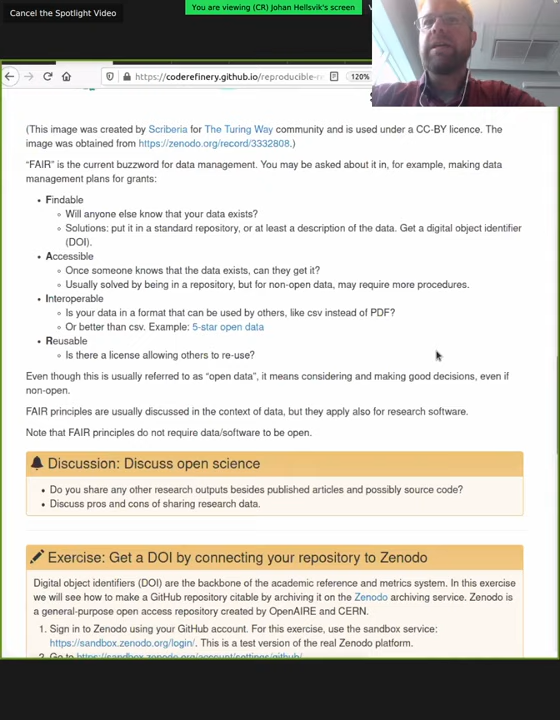 Cancel the Spotlight Video
You are viewing (CR) Johan Hellsvik's screen
https://coderefinery.github.io/reproducible-r
120%
(This image was created by Scriberia for The Turing Way community and is used under a CC-BY licence. The
image was obtained from https://zenodo.org/record/3332808.)
“FAIR” is the current buzzword for data management. You may be asked about it in, for example, making data
management plans for grants:
Findable
Will anyone else know that your data exists?
Solutions: put it in a standard repository, or at least a description of the data. Get a digital object identifier
(DOI).
Accessible
Once someone knows that the data exists, can they get it?
Usually solved by being in a repository, but for non-open data, may require more procedures.
Interoperable
Is your data in a format that can be used by others, like csv instead of PDF?
Or better than csv. Example: 5-star open data
Reusable
Is there a license allowing others to re-use?
Even though this is usually referred to as “open data”, it means considering and making good decisions, even if
non-open.
FAIR principles are usually discussed in the context of data, but they apply also for research software.
Note that FAIR principles do not require data/software to be open.
Discussion: Discuss open science
Do you share any other research outputs besides published articles and possibly source code?
Discuss pros and cons of sharing research data.
Exercise: Get a DOI by connecting your repository to Zenodo
Digital object identifiers (DOI) are the backbone of the academic reference and metrics system. In this exercise
we will see how to make a GitHub repository citable by archiving it on the Zenodo archiving service. Zenodo is
a general-purpose open access repository created by OpenAIRE and CERN.
1. Sign in to Zenodo using your GitHub account. For this exercise, use the sandbox service:
https://sandbox.zenodo.org/login/. This is a test version of the real Zenodo platform.
2. Go to https://sandbox.zenodo.org/account/settings/github/